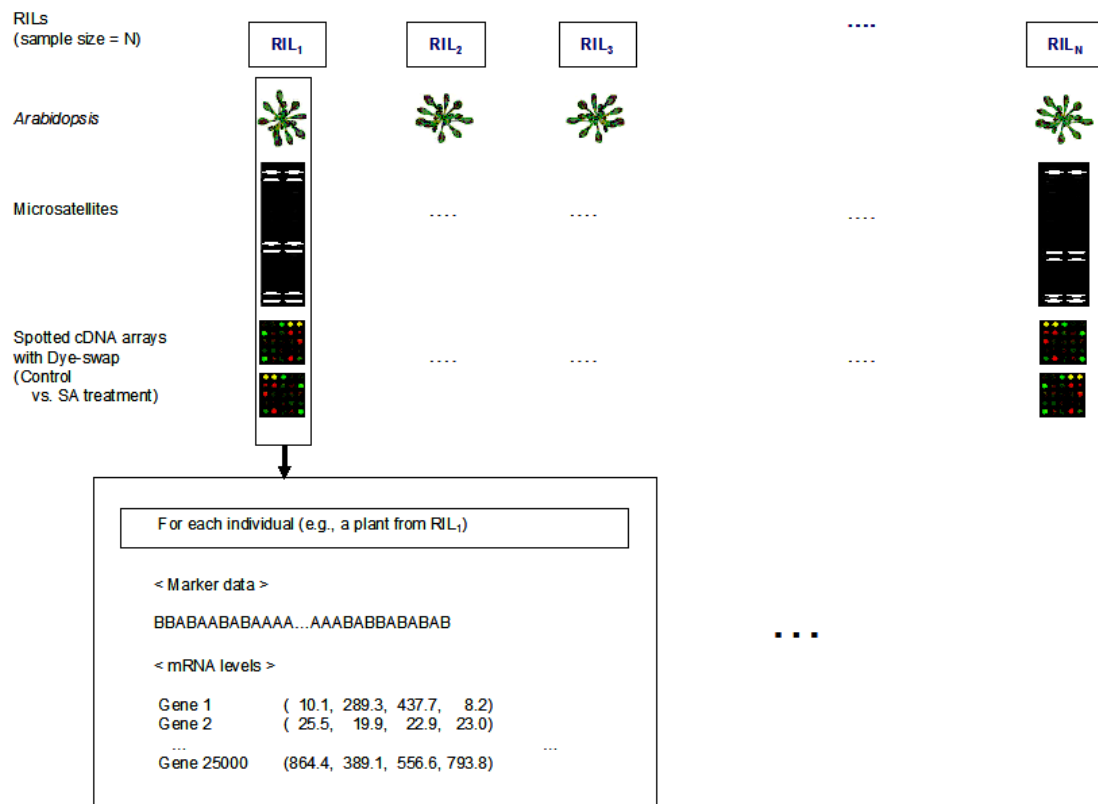 RILs
(sample size = N)
RIL₁
RIL₂
RIL₃
....
RIL_N
Arabidopsis
Microsatellites
....
....
....
Spotted cDNA arrays
with Dye-swap
(Control
vs. SA treatment)
....
....
....
For each individual (e.g., a plant from RIL₁)
< Marker data >
BBABAABABAAAA...AAABABBABABAB
...
< mRNA levels >
Gene 1 ( 10.1, 289.3, 437.7, 8.2)
Gene 2 ( 25.5, 19.9, 22.9, 23.0)
... ...
Gene 25000 (864.4, 389.1, 556.6, 793.8)